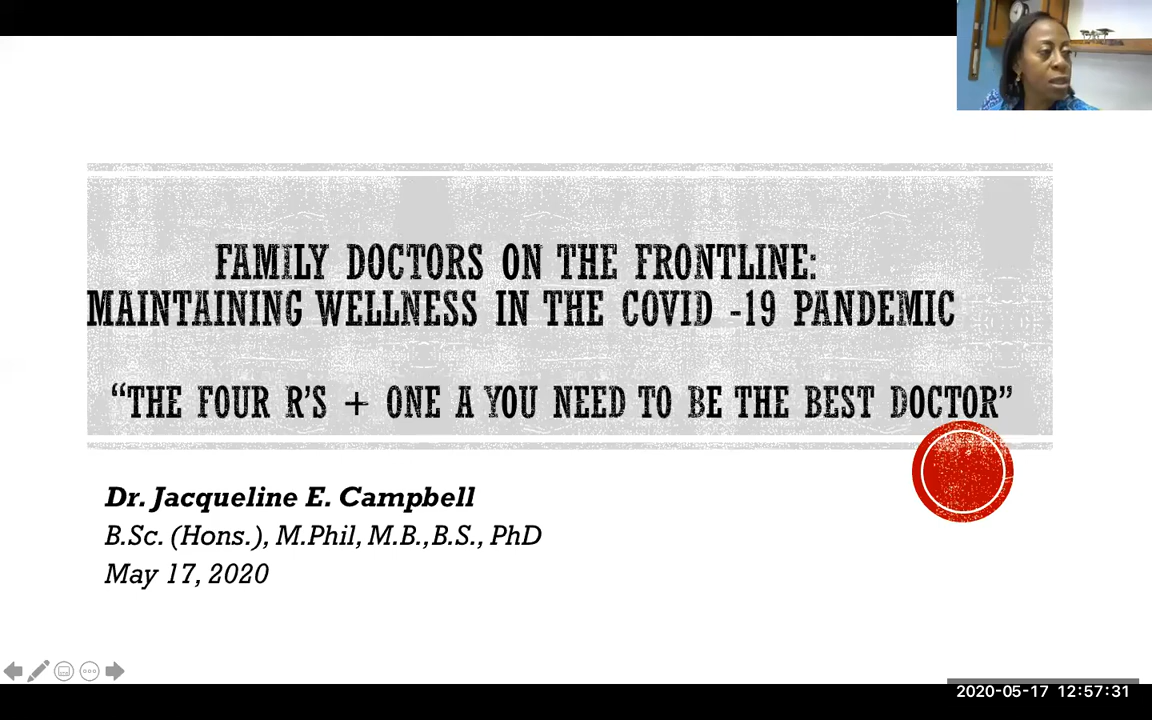 FAMILY DOCTORS ON THE FRONTLINE:
MAINTAINING WELLNESS IN THE COVID -19 PANDEMIC
“THE FOUR R’S + ONE A YOU NEED TO BE THE BEST DOCTOR”
Dr. Jacqueline E. Campbell
B.Sc. (Hons.), M.Phil, M.B.,B.S., PhD
May 17, 2020
2020-05-17 12:57:31